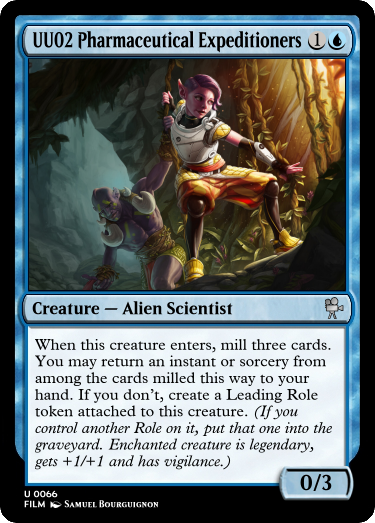 UU02 Pharmaceutical Expeditioners 1
Creature — Alien Scientist
When this creature enters, mill three cards.
You may return an instant or sorcery from
among the cards milled this way to your
hand. If you don't, create a Leading Role
token attached to this creature. (If you
control another Role on it, put that one into the
graveyard. Enchanted creature is legendary,
gets +1/+1 and has vigilance.)
0/3
U 0066
FILM Samuel Bourguignon